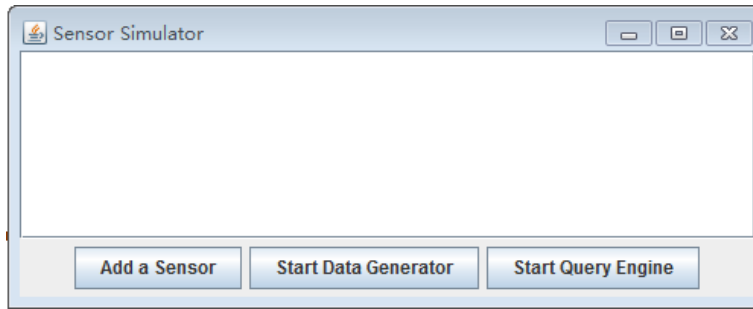 Sensor Simulator
Add a Sensor Start Data Generator Start Query Engine